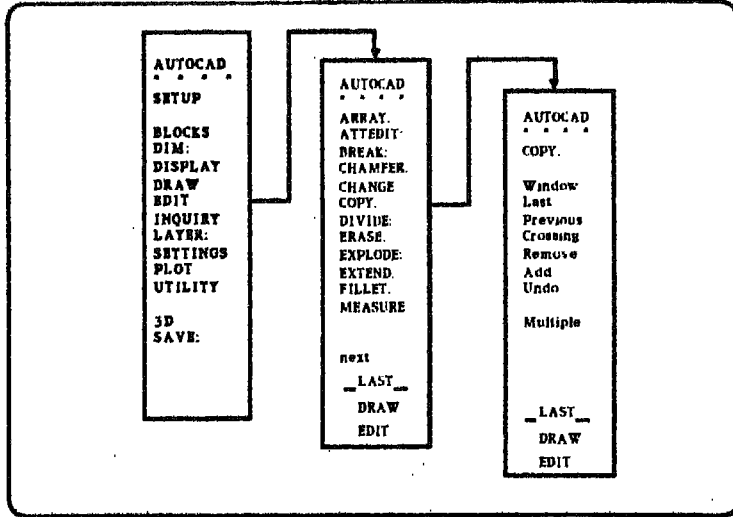 AUTOCAD
* * * *
SETUP
BLOCKS
DIM:
DISPLAY
DRAW
EDIT
INQUIRY
LAYER:
SETTINGS
PLOT
UTILITY
3D
SAVE:
AUTOCAD
* * * *
ARRAY.
ATTEDIT:
BREAK:
CHAMFER.
CHANGE
COPY.
DIVIDE:
ERASE.
EXPLODE:
EXTEND.
FILLET.
MEASURE
next
__LAST__
DRAW
EDIT
AUTOCAD
* * * *
COPY.
Window
Last
Previous
Crossing
Remove
Add
Undo
Multiple
__LAST__
DRAW
EDIT